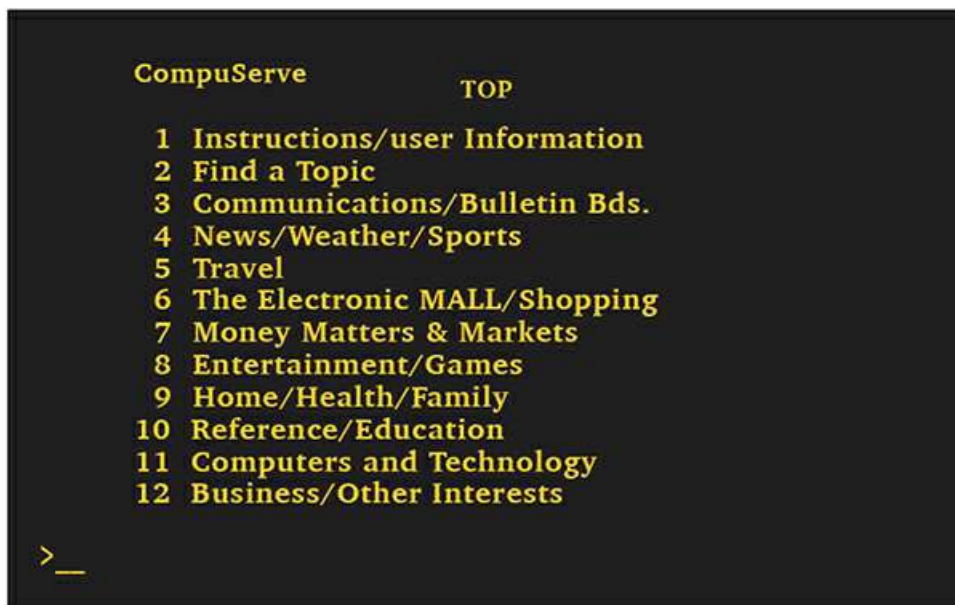 CompuServe
TOP
1 Instructions/user Information
2 Find a Topic
3 Communications/Bulletin Bds.
4 News/Weather/Sports
5 Travel
6 The Electronic MALL/Shopping
7 Money Matters & Markets
8 Entertainment/Games
9 Home/Health/Family
10 Reference/Education
11 Computers and Technology
12 Business/Other Interests
>__